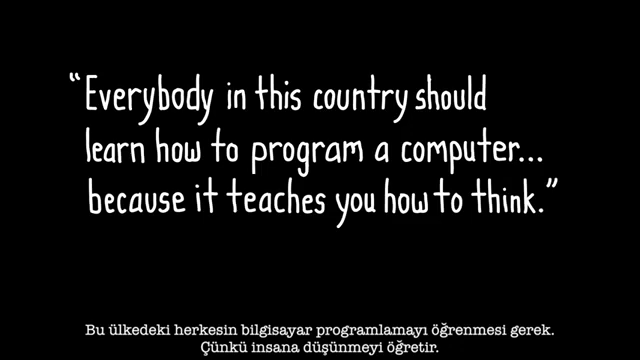 “Everybody in this country should
learn how to program a computer...
because it teaches you how to think.”
Bu ülkedeki herkesin bilgisayar programlamayı öğrenmesi gerek.
Çünkü insana düşünmeyi öğretir.